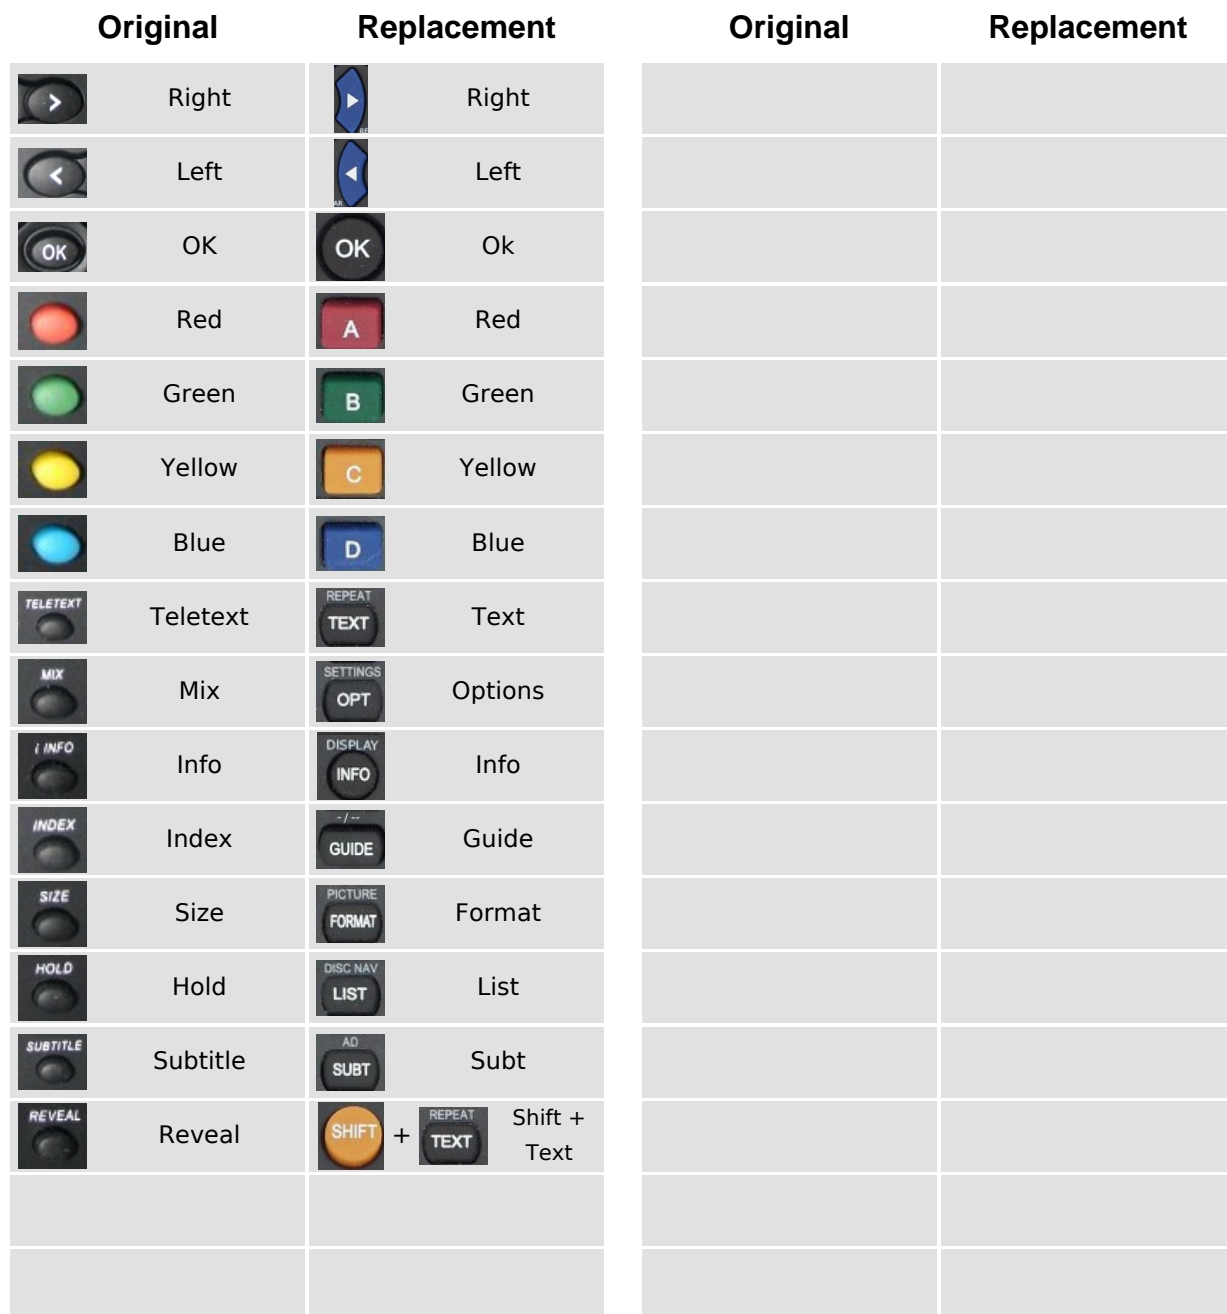 Original Replacement Original Replacement
> Right Right
< Left Left
OK OK OK Ok
Red A Red
Green B Green
Yellow C Yellow
Blue D Blue
TELETEXT Teletext REPEAT TEXT Text
MIX Mix SETTINGS OPT Options
i INFO Info DISPLAY INFO Info
INDEX Index -/-- GUIDE Guide
SIZE Size PICTURE FORMAT Format
HOLD Hold DISC NAV LIST List
SUBTITLE Subtitle AD SUBT Subt
REVEAL Reveal SHIFT + REPEAT TEXT Shift +
Text